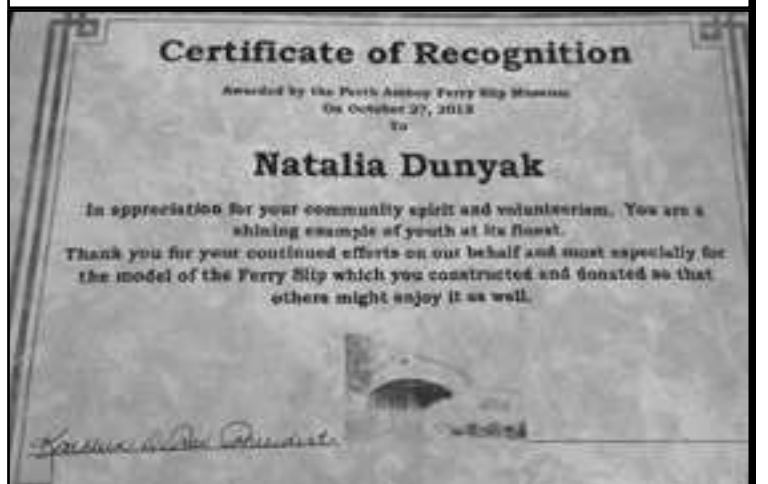 Certificate of Recognition
Awarded by the Perth Amboy Ferry Slip Museum
On October 27, 2018
To
Natalia Dunyak
In appreciation for your community spirit and volunteerism. You are a
shining example of youth at its finest.
Thank you for your continued efforts on our behalf and most especially for
the model of the Ferry Slip which you constructed and donated so that
others might enjoy it as well.